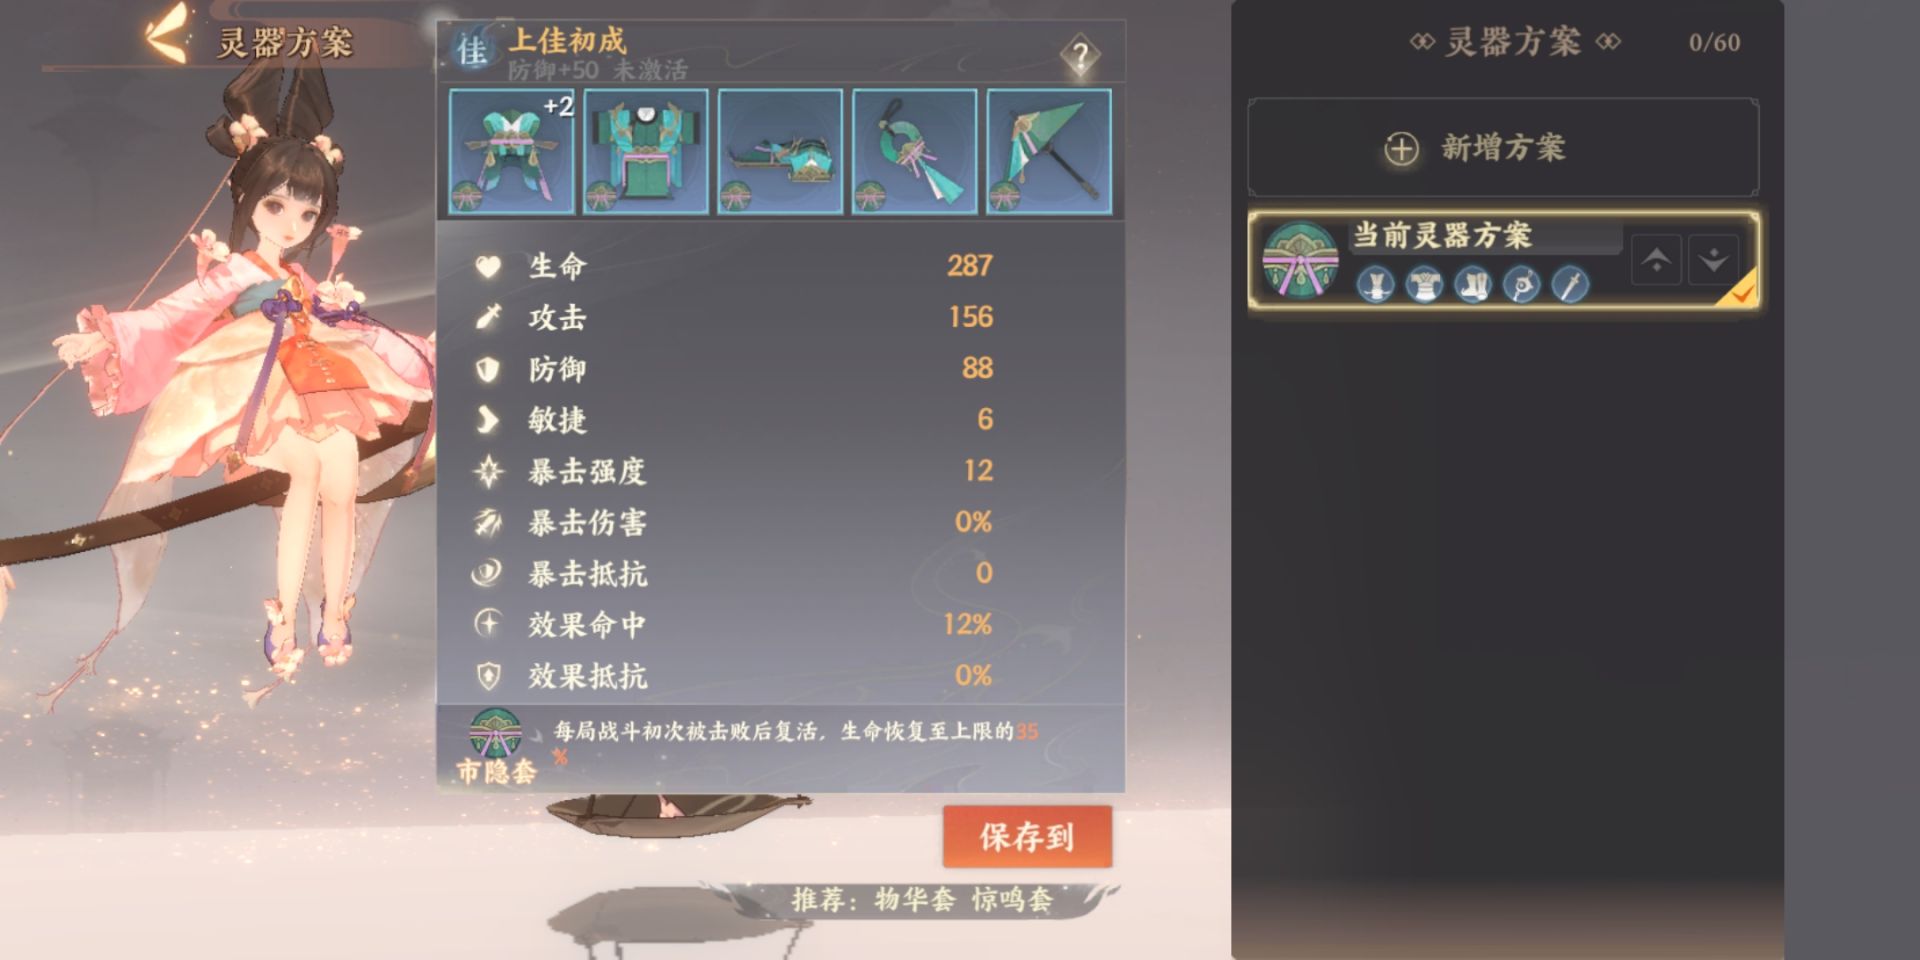 灵器方案
佳
上佳初成
防御+50 未激活
?
+2
生命 287
攻击 156
防御 88
敏捷 6
暴击强度 12
暴击伤害 0%
暴击抵抗 0
效果命中 12%
效果抵抗 0%
市隐套
每局战斗初次被击败后复活，生命恢复至上限的35
%
保存到
推荐：物华套 惊鸣套
灵器方案 0/60
新增方案
当前灵器方案